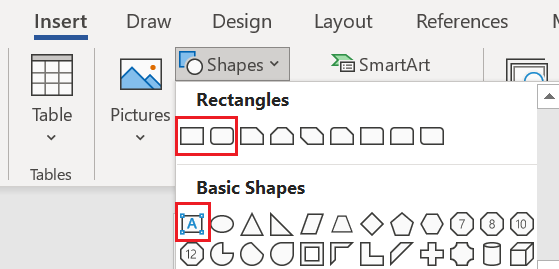 Insert Draw Design Layout References
Shapes SmartArt
Table Pictures
Tables
Rectangles
Basic Shapes
A 7 8 10
12